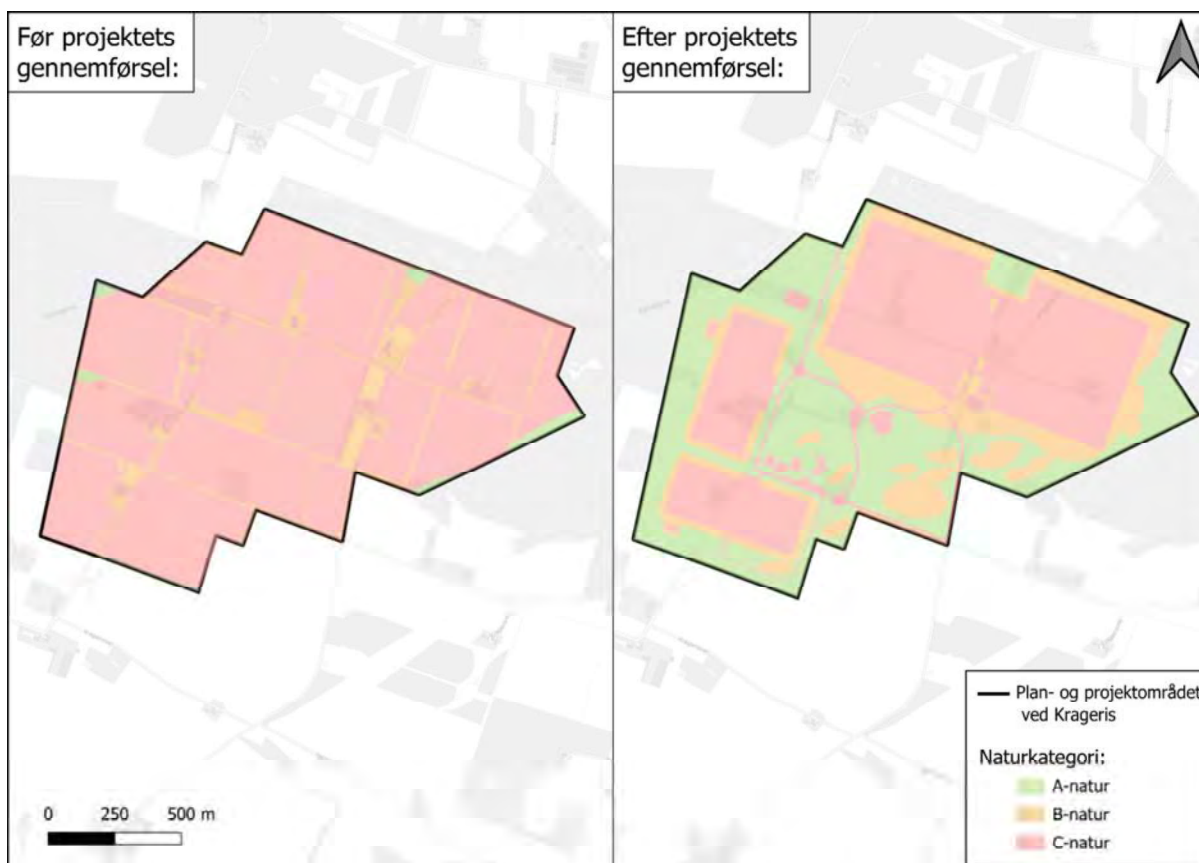 Før projektets
gennemførsel:
Efter projektets
gennemførsel:
Plan- og projektområdet
ved Krageris
Naturkategori:
A-natur
B-natur
C-natur
0 250 500 m